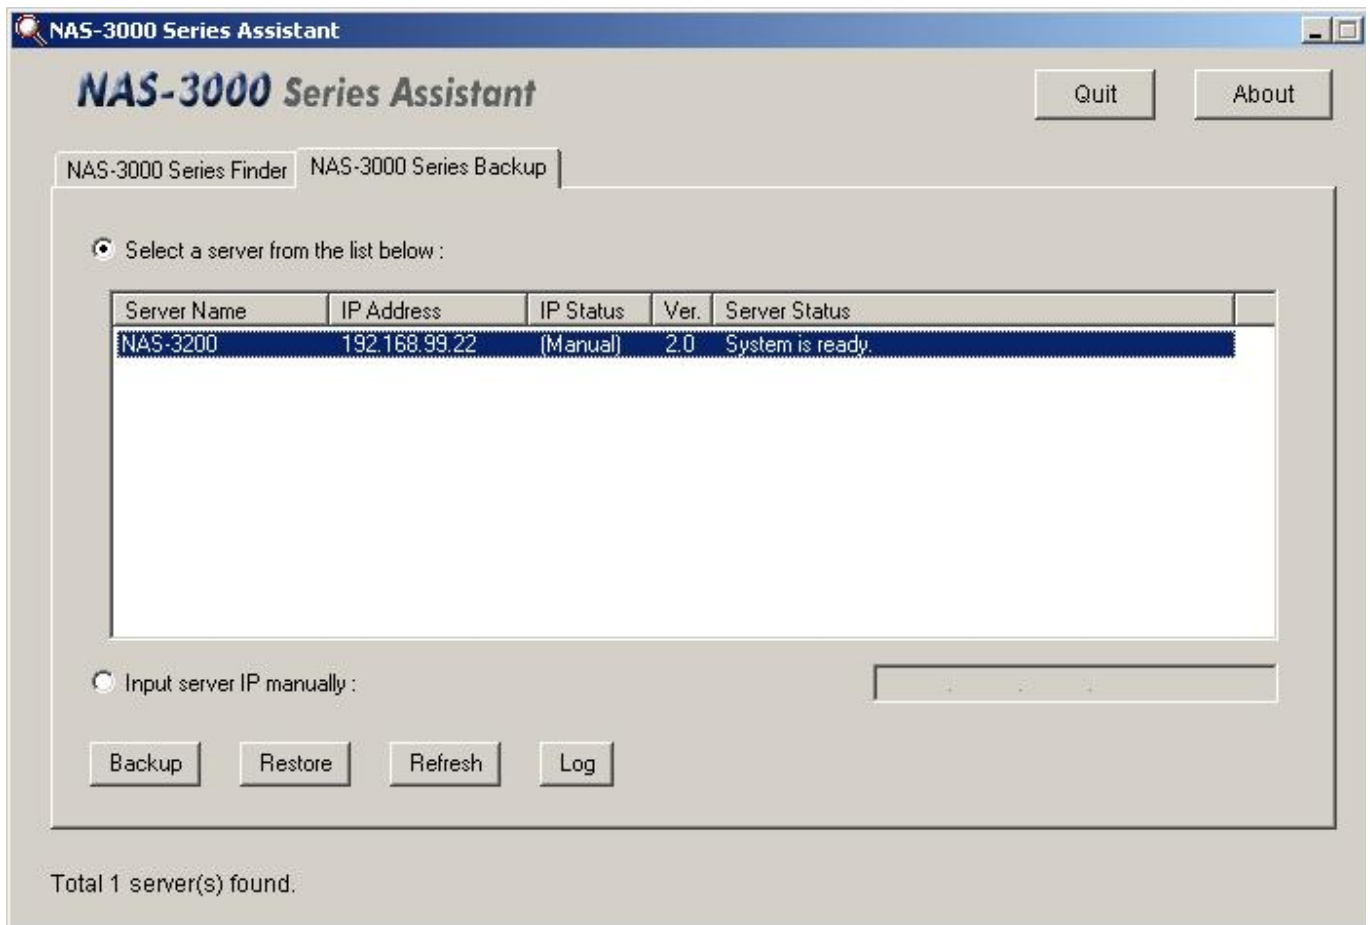 NAS-3000 Series Assistant
NAS-3000 Series Assistant
Quit About
NAS-3000 Series Finder NAS-3000 Series Backup
Select a server from the list below :
Server Name IP Address IP Status Ver. Server Status
NAS-3200 192.168.99.22 (Manual) 2.0 System is ready.
Input server IP manually : . . .
Backup Restore Refresh Log
Total 1 server(s) found.